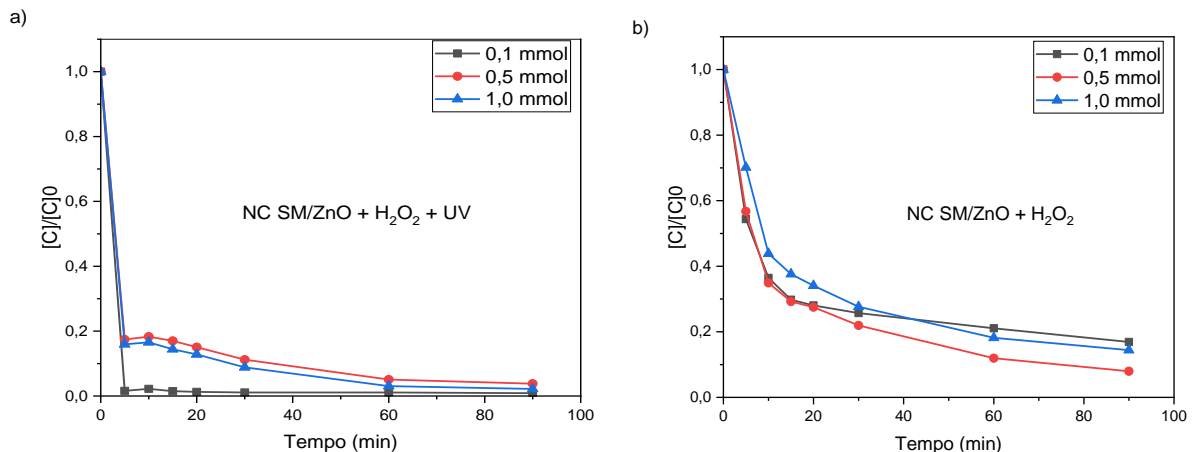 a)
0,1 mmol
0,5 mmol
1,0 mmol
1,0
0,8
0,6
0,4
0,2
0,0
[C]/[C]0
NC SM/ZnO + H₂O₂ + UV
0
20
40
60
80
100
Tempo (min)
b)
0,1 mmol
0,5 mmol
1,0 mmol
1,0
0,8
0,6
0,4
0,2
0,0
[C]/[C]0
NC SM/ZnO + H₂O₂
0
20
40
60
80
100
Tempo (min)